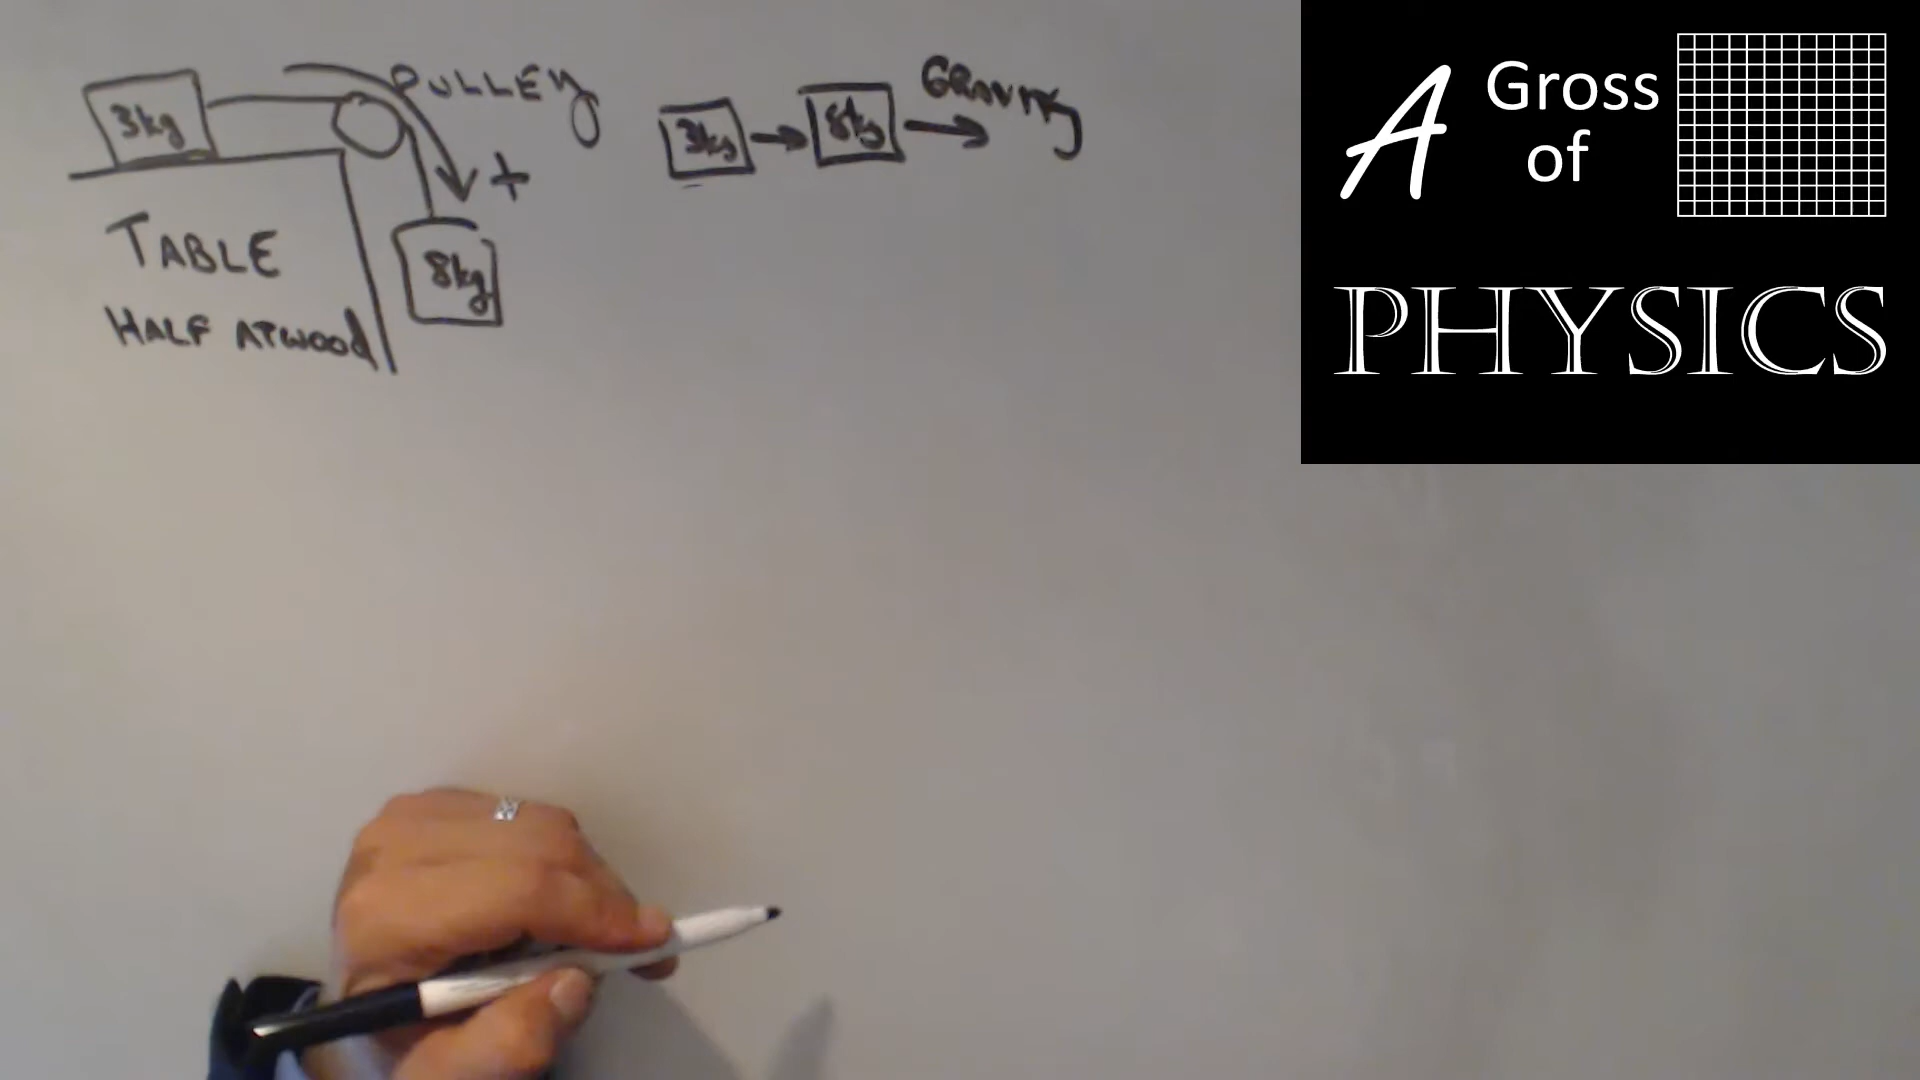 PULLEY
3kg
+
8kg
TABLE
HALF ATWOOD
3kg
8kg
GRAVITY
A Gross of
PHYSICS